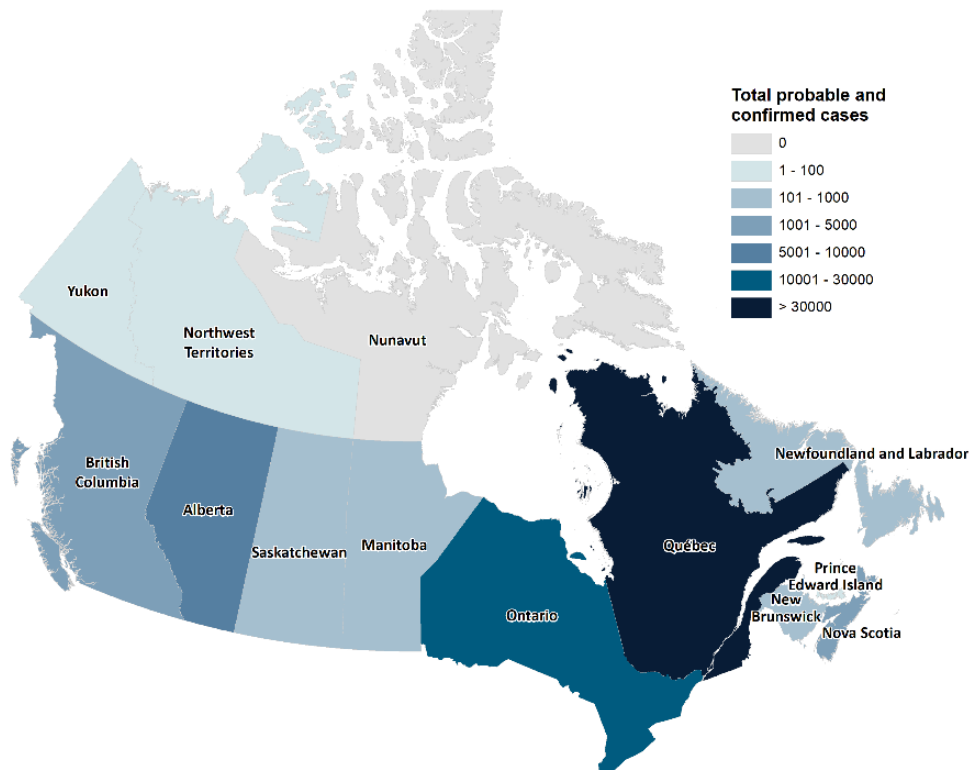 Total probable and
confirmed cases
0
1 - 100
101 - 1000
1001 - 5000
5001 - 10000
10001 - 30000
> 30000
Yukon
Northwest
Territories
Nunavut
British
Columbia
Alberta
Saskatchewan
Manitoba
Ontario
Québec
Newfoundland and Labrador
Prince
Edward Island
New
Brunswick
Nova Scotia